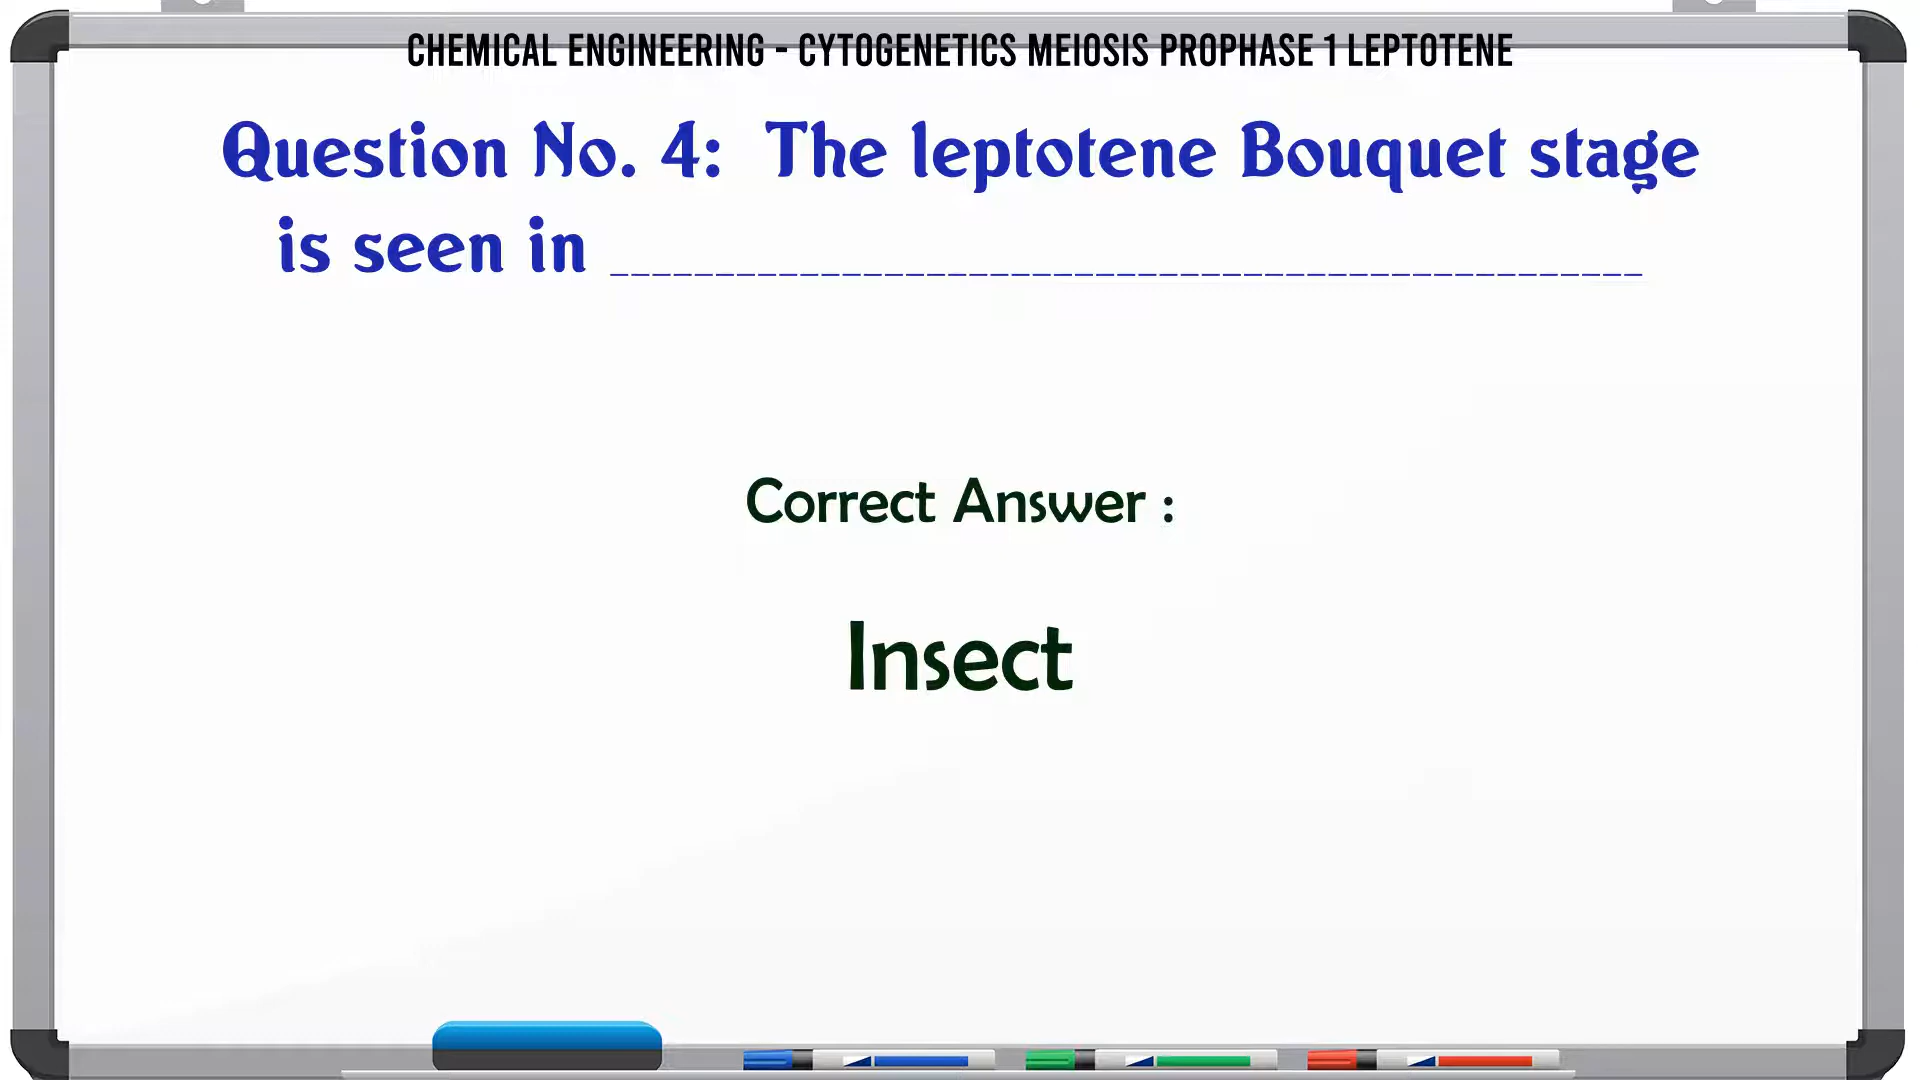 CHEMICAL ENGINEERING - CYTOGENETICS MEIOSIS PROPHASE 1 LEPTOTENE
Question No. 4: The leptotene Bouquet stage
is seen in _________________________________________________
Correct Answer :
Insect